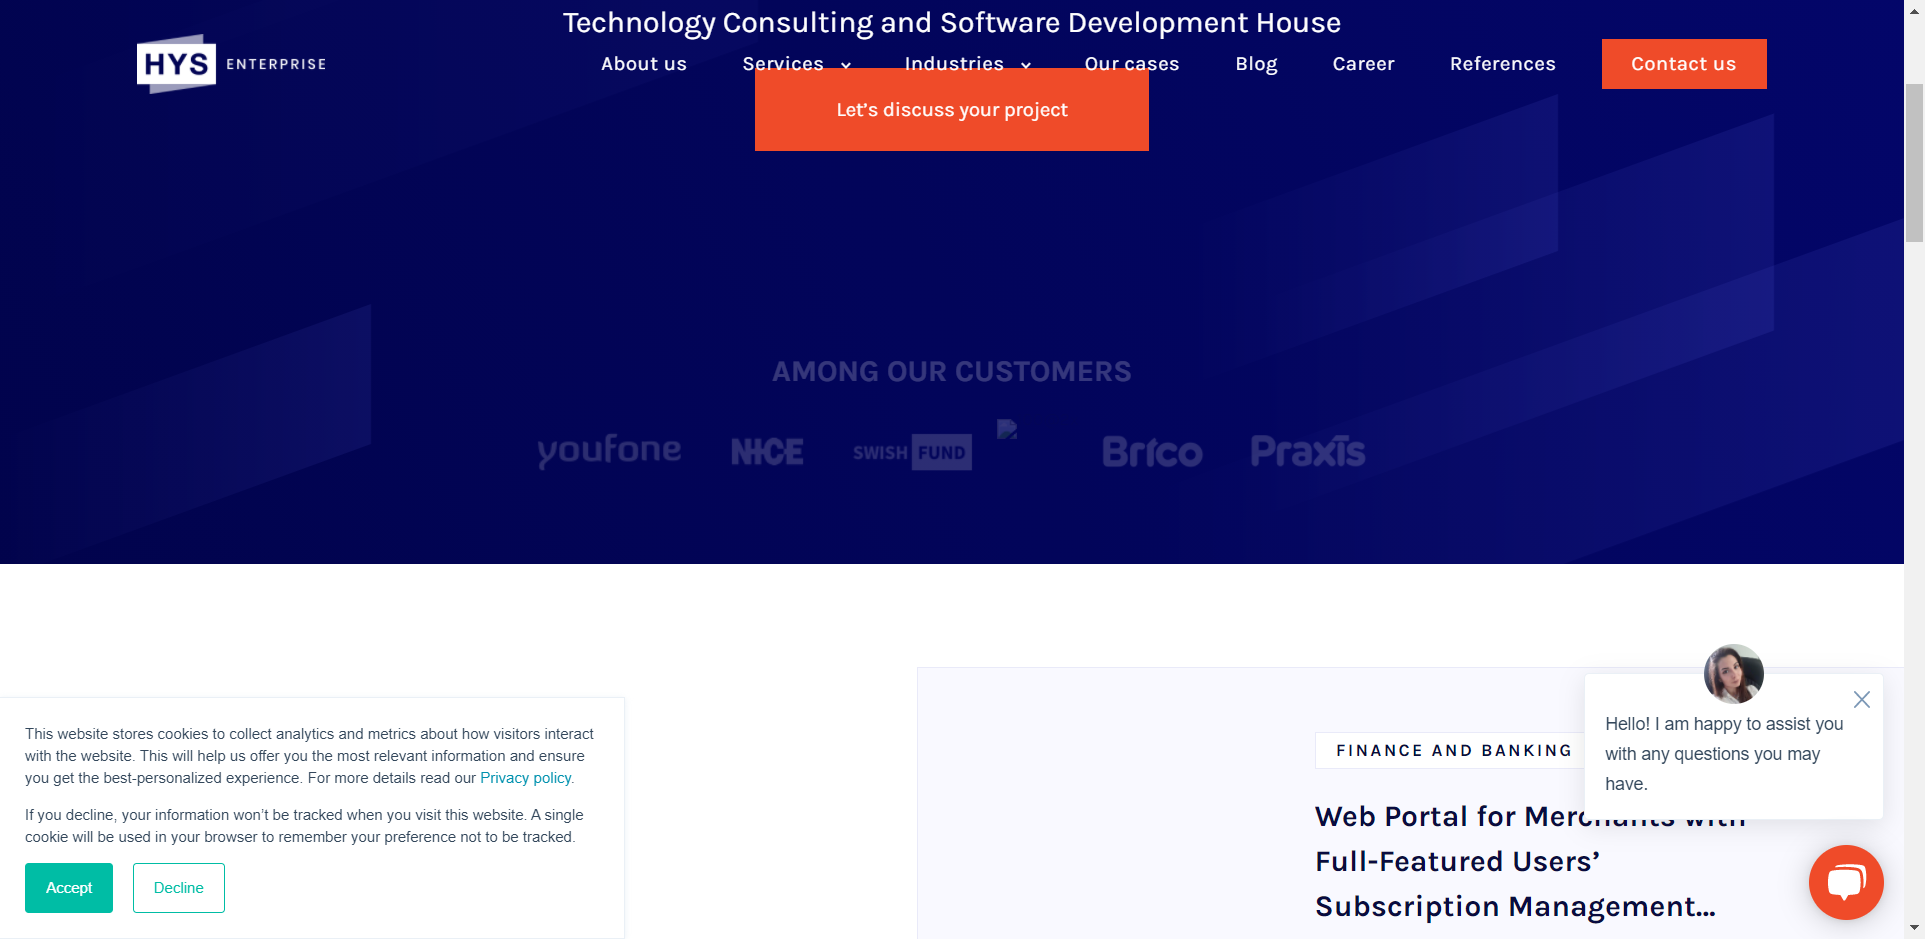 Technology Consulting and Software Development House
HYS ENTERPRISE
About us
Services
Industries
Our cases
Blog
Career
References
Contact us
Let's discuss your project
AMONG OUR CUSTOMERS
youfone
NICE
SWISH FUND
Brico
Praxis
FINANCE AND BANKING
Web Portal for Merchants with
Full-Featured Users’
Subscription Management...
Hello! I am happy to assist you
with any questions you may
have.
This website stores cookies to collect analytics and metrics about how visitors interact
with the website. This will help us offer you the most relevant information and ensure
you get the best-personalized experience. For more details read our Privacy policy.
If you decline, your information won’t be tracked when you visit this website. A single
cookie will be used in your browser to remember your preference not to be tracked.
Accept
Decline